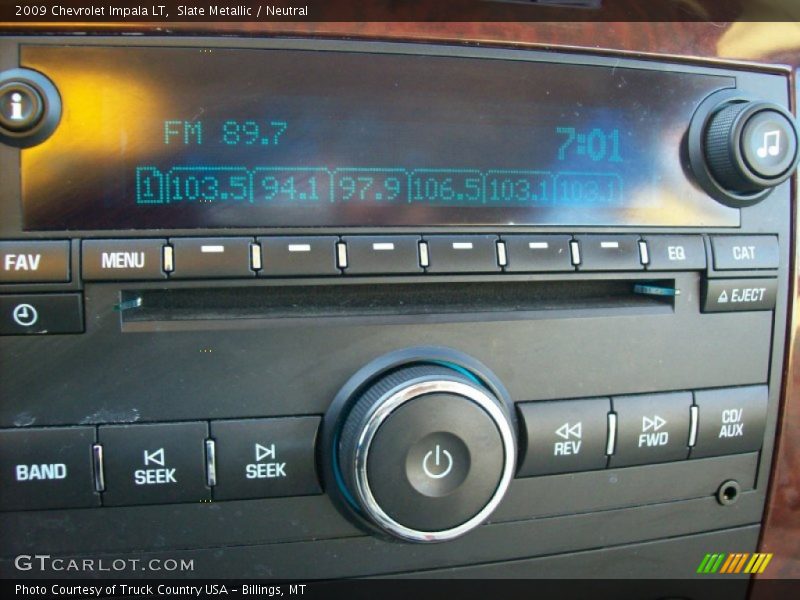 2009 Chevrolet Impala LT, Slate Metallic / Neutral
i
FM 89.7 7:01
1 103.5 94.1 97.9 106.5 103.1 103.1
FAV MENU EQ CAT
EJECT
BAND SEEK SEEK REV FWD CD/AUX
GTCARLOT.COM
Photo Courtesy of Truck Country USA - Billings, MT